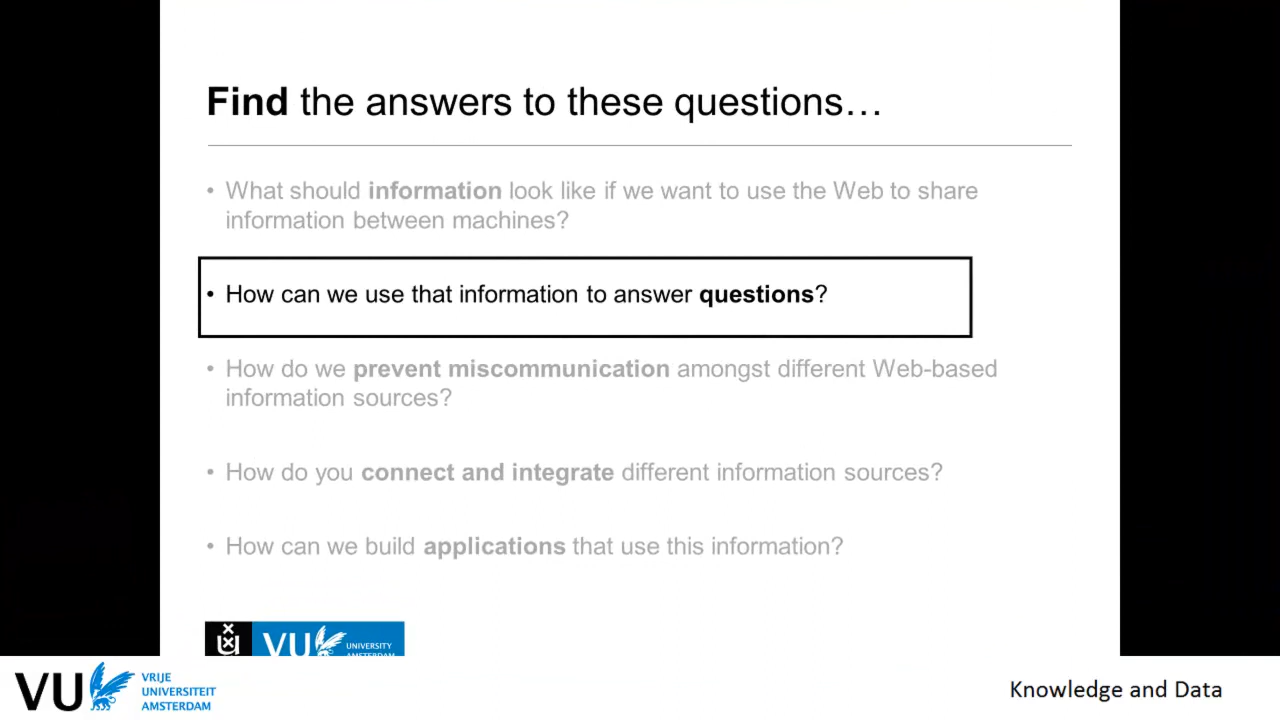 Find the answers to these questions…
• What should information look like if we want to use the Web to share
information between machines?
• How can we use that information to answer questions?
• How do we prevent miscommunication amongst different Web-based
information sources?
• How do you connect and integrate different information sources?
• How can we build applications that use this information?
VU UNIVERSITY
AMSTERDAM
VU VRIJE
UNIVERSITEIT
AMSTERDAM
Knowledge and Data